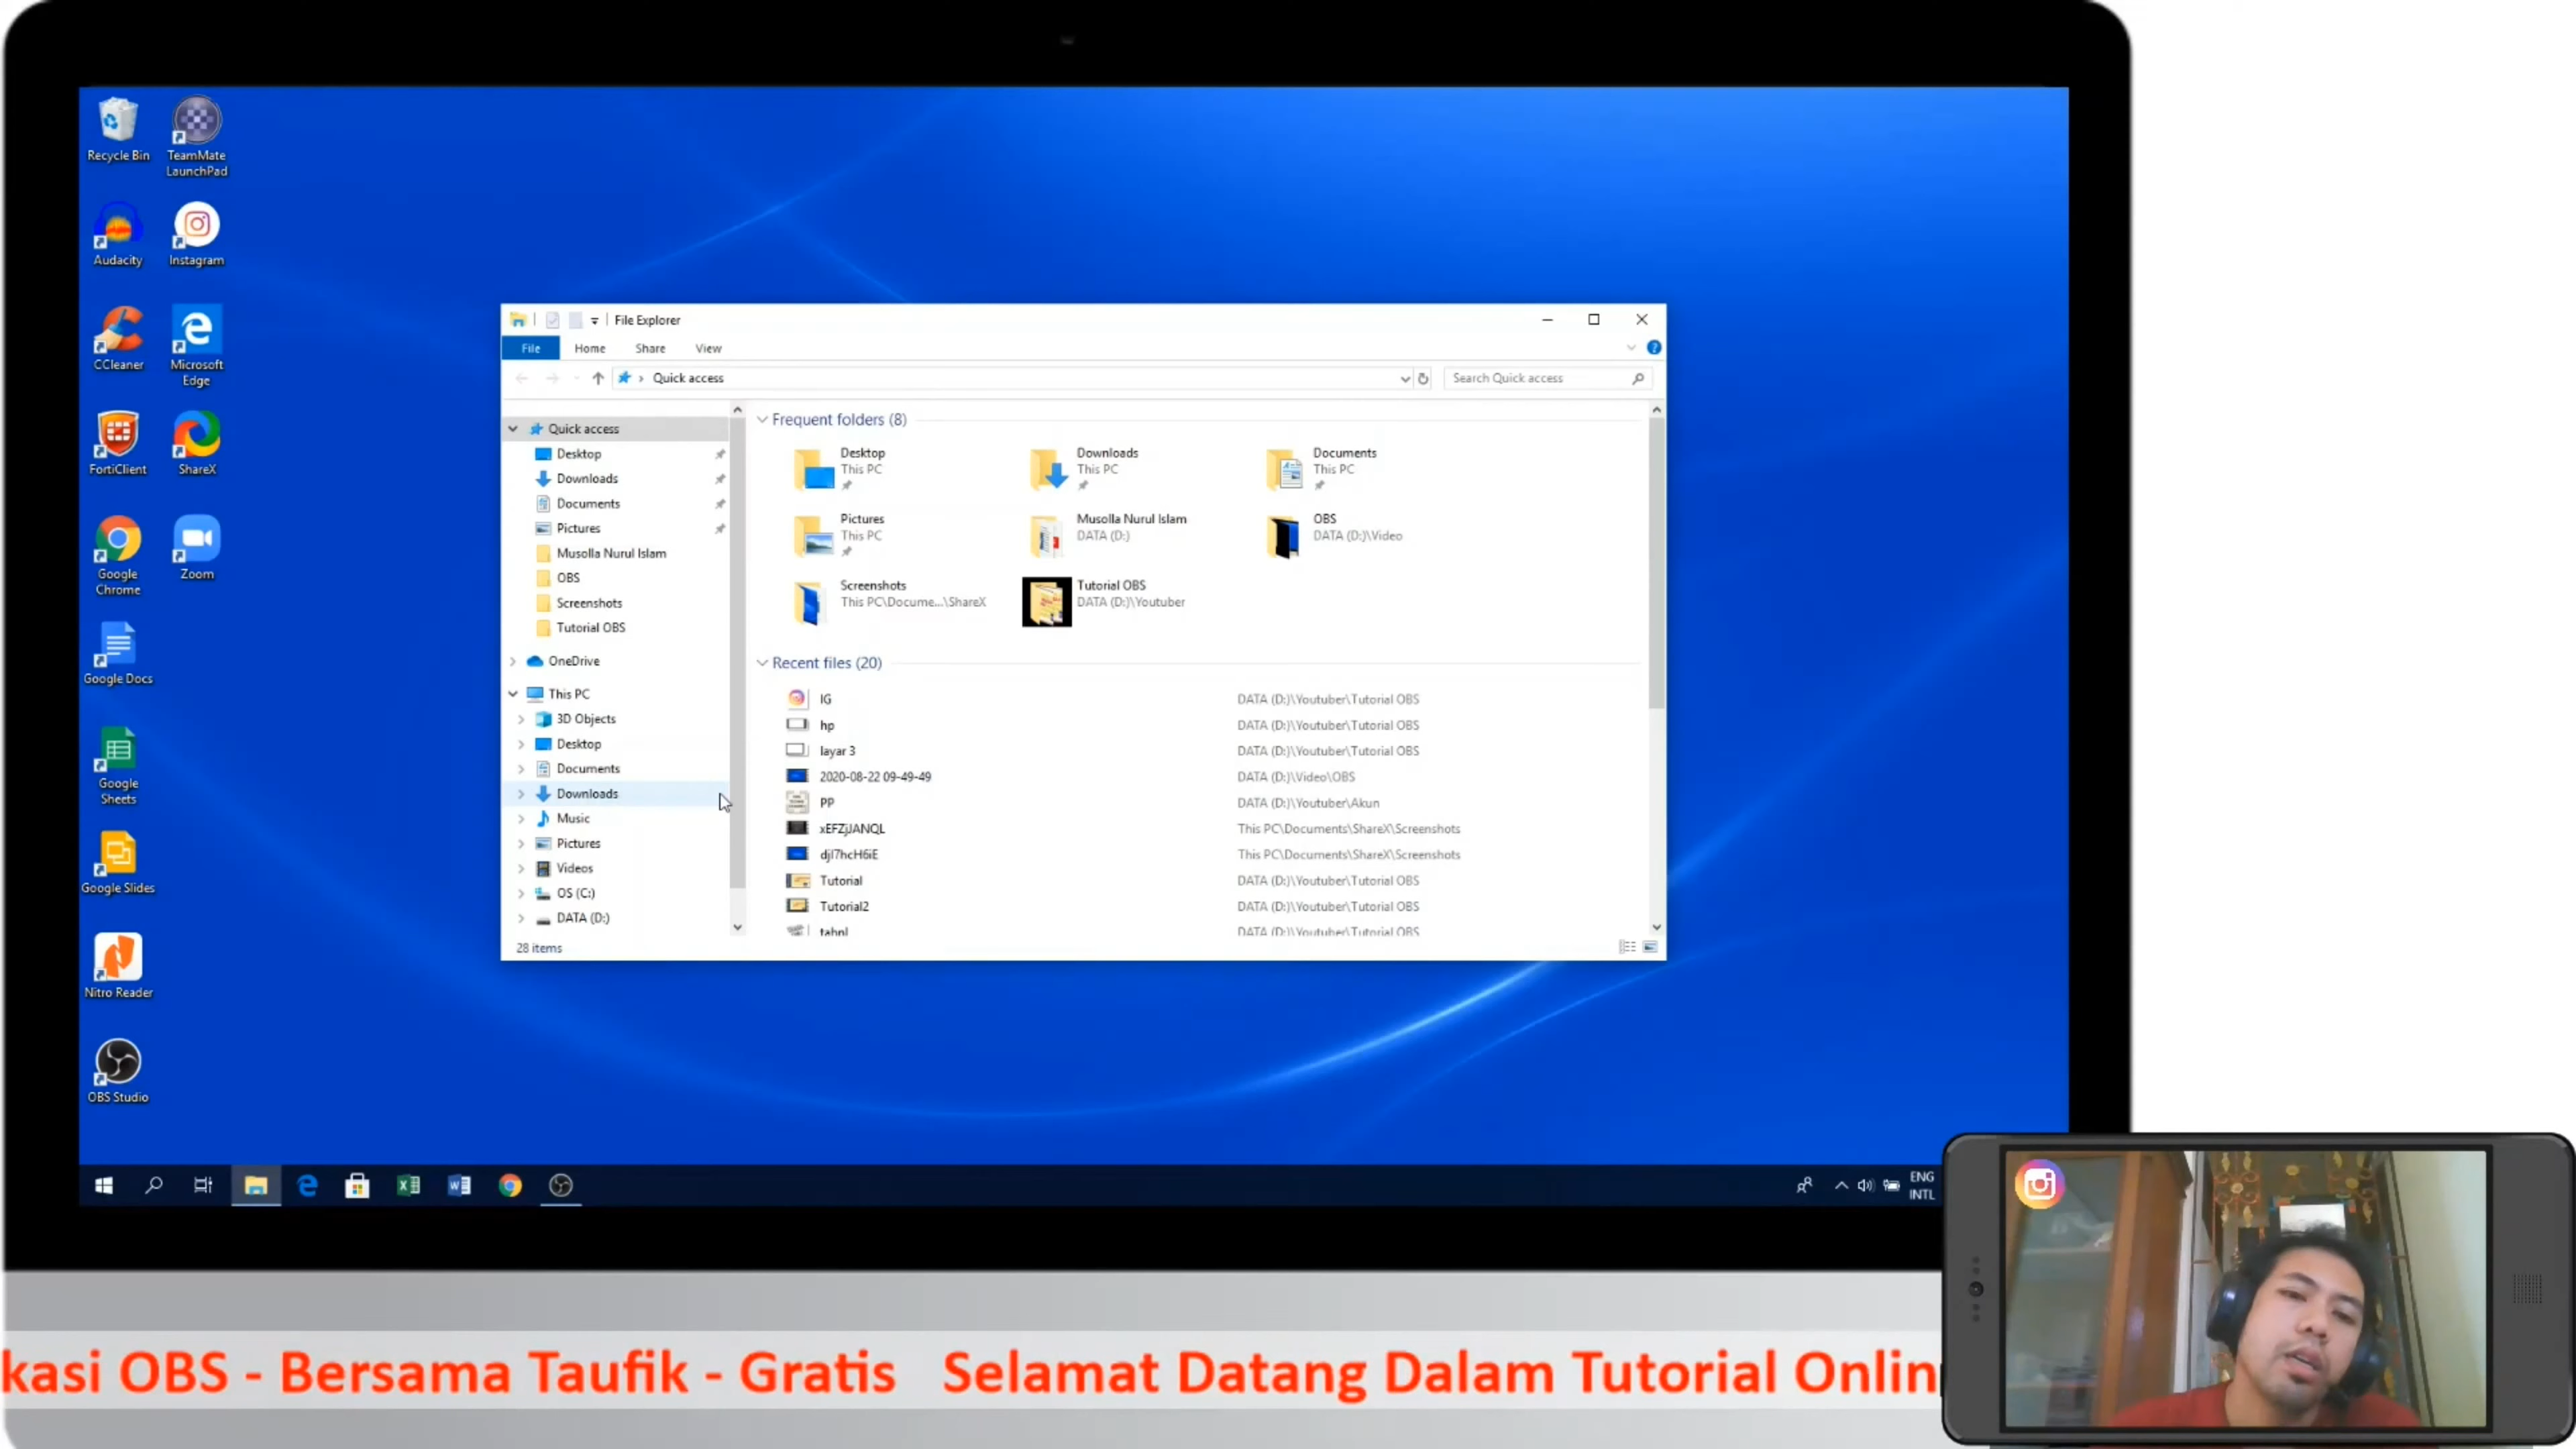 Recycle Bin
TeamMate
LaunchPad
Audacity
Instagram
CCleaner
Microsoft
Edge
FortiClient
ShareX
Google
Chrome
Zoom
Google Docs
Google
Sheets
Google Slides
Nitro Reader
OBS Studio
File Explorer
File
Home
Share
View
Quick access
Search Quick access
Quick access
Desktop
Downloads
Documents
Pictures
Musolla Nurul Islam
OBS
Screenshots
Tutorial OBS
OneDrive
This PC
3D Objects
Desktop
Documents
Downloads
Music
Pictures
Videos
OS (C:)
DATA (D:)
28 items
Frequent folders (8)
Desktop
This PC
Downloads
This PC
Documents
This PC
Pictures
This PC
Musolla Nurul Islam
DATA (D:)
OBS
DATA (D:)\Video
Screenshots
This PC\Docume...\ShareX
Tutorial OBS
DATA (D:)\Youtuber
Recent files (20)
IG DATA (D:)\Youtuber\Tutorial OBS
hp DATA (D:)\Youtuber\Tutorial OBS
layar 3 DATA (D:)\Youtuber\Tutorial OBS
2020-08-22 09-49-49 DATA (D:)\Video\OBS
PP DATA (D:)\Youtuber\Akun
xEFZjJANQL This PC\Documents\ShareX\Screenshots
djI7hcH6iE This PC\Documents\ShareX\Screenshots
Tutorial DATA (D:)\Youtuber\Tutorial OBS
Tutorial2 DATA (D:)\Youtuber\Tutorial OBS
DATA (D:)\Youtuber\Tutorial OBS
ENG
INTL
kasi OBS - Bersama Taufik - Gratis Selamat Datang Dalam Tutorial Onlin